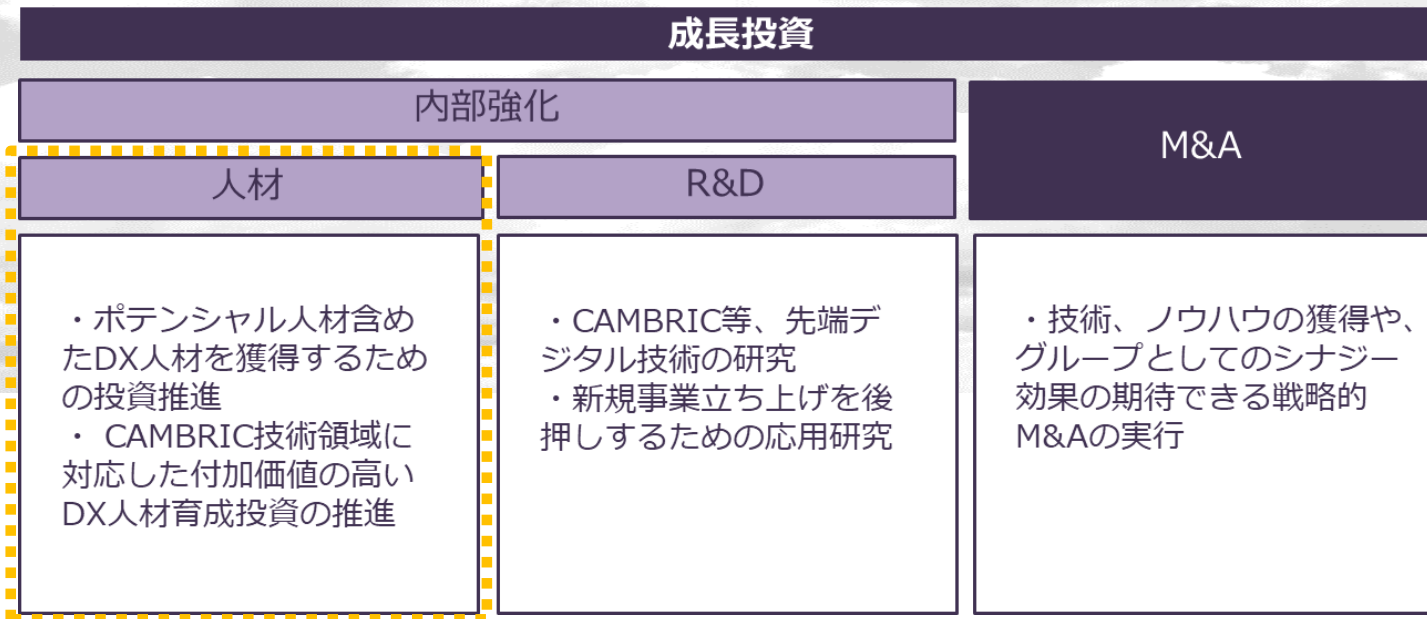 成長投資
内部強化
M&A
人材
R&D
・ポテンシャル人材含め
たDX人材を獲得するため
の投資推進
・ CAMBRIC技術領域に
対応した付加価値の高い
DX人材育成投資の推進
・CAMBRIC等、先端デ
ジタル技術の研究
・新規事業立ち上げを後
押しするための応用研究
・技術、ノウハウの獲得や、
グループとしてのシナジー
効果の期待できる戦略的
M&Aの実行